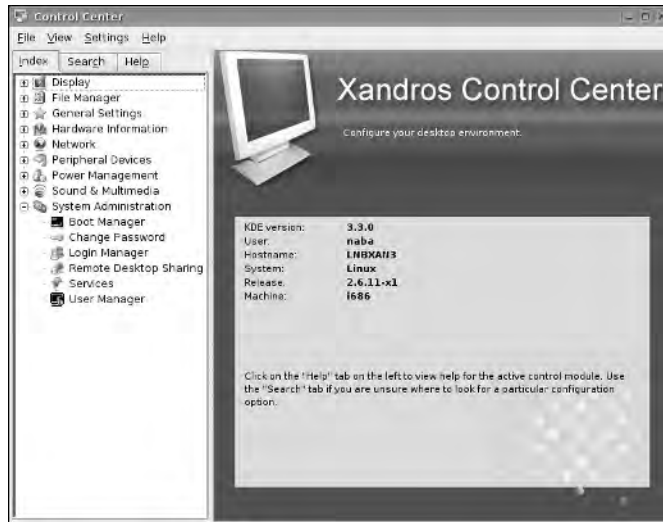 Control Center
File View Settings Help
Index Search Help
Display
File Manager
General Settings
Hardware Information
Network
Peripheral Devices
Power Management
Sound & Multimedia
System Administration
Boot Manager
Change Password
Login Manager
Remote Desktop Sharing
Services
User Manager
Xandros Control Center
Configure your desktop environment.
KDE version: 3.3.0
User: naba
Hostname: LNBXAN3
System: Linux
Release: 2.6.11-x1
Machine: i686
Click on the "Help" tab on the left to view help for the active control module. Use
the "Search" tab if you are unsure where to look for a particular configuration
option.